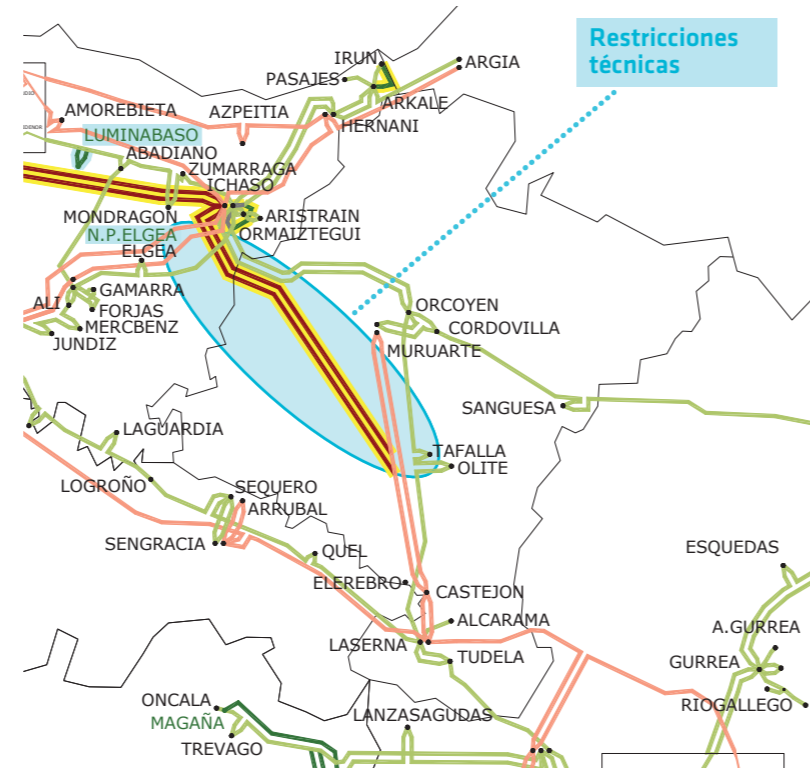 Restricciones
técnicas
IRUN
ARGIA
PASAJES
ARKALE
AMOREBIETA
AZPEITIA
HERNANI
LUMINABASO
ABADIANO
ZUMARRAGA
ICHASO
MONDRAGON
ARISTRAIN
N.P.ELGEA
ORMAIZTEGUI
ELGEA
GAMARRA
ALI
FORJAS
MERCBENZ
JUNDIZ
ORCOYEN
CORDOVILLA
MURUARTE
SANGUESA
LAGUARDIA
TAFALLA
OLITE
LOGROÑO
SEQUERO
ARRUBAL
SENGRACIA
QUEL
ESQUEDAS
ELEREBRO
CASTEJON
ALCARAMA
A.GURREA
LASERNA
TUDELA
GURREA
RIOGALLEGO
ONCALA
LANZASAGUDAS
MAGAÑA
TREVAGO